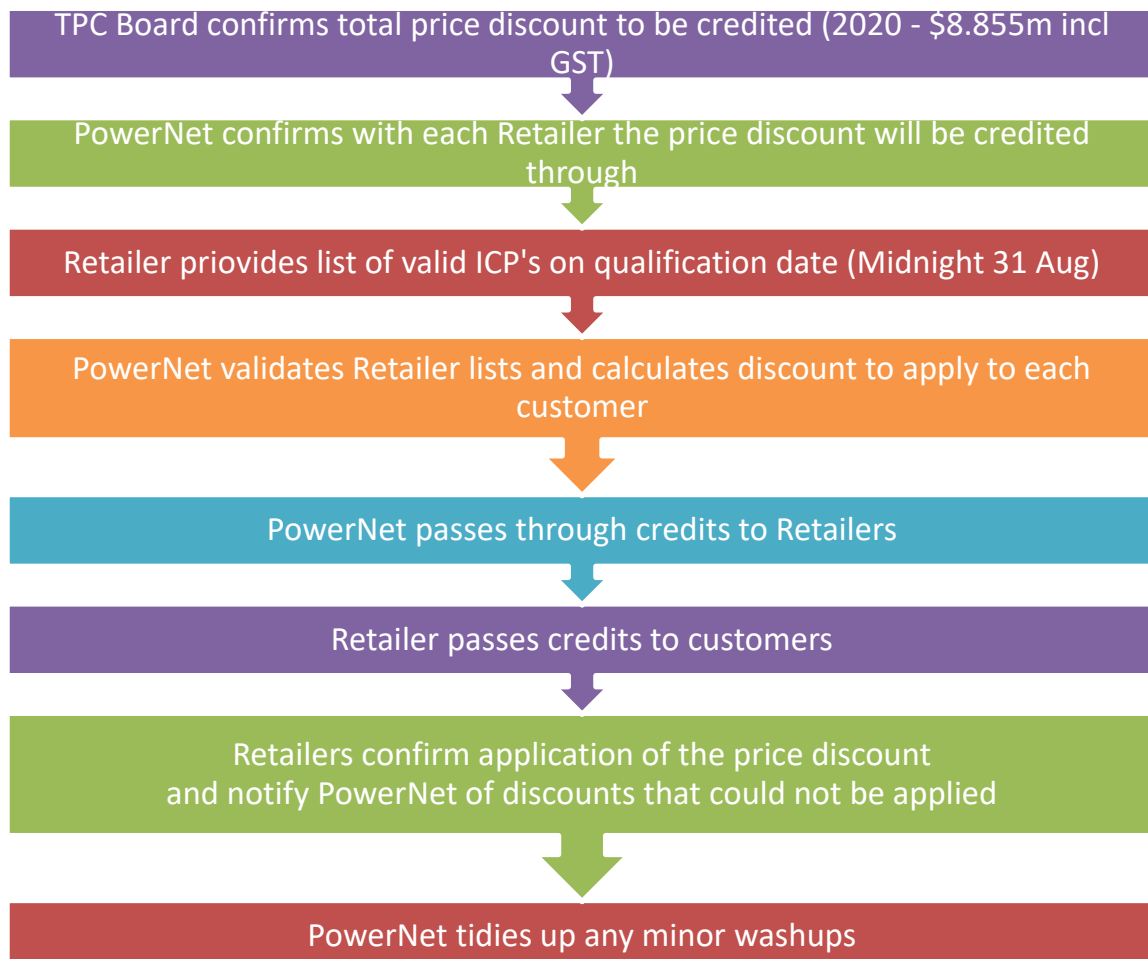 TPC Board confirms total price discount to be credited (2020 - $8.855m incl
GST)
PowerNet confirms with each Retailer the price discount will be credited
through
Retailer priovides list of valid ICP's on qualification date (Midnight 31 Aug)
PowerNet validates Retailer lists and calculates discount to apply to each
customer
PowerNet passes through credits to Retailers
Retailer passes credits to customers
Retailers confirm application of the price discount
and notify PowerNet of discounts that could not be applied
PowerNet tidies up any minor washups